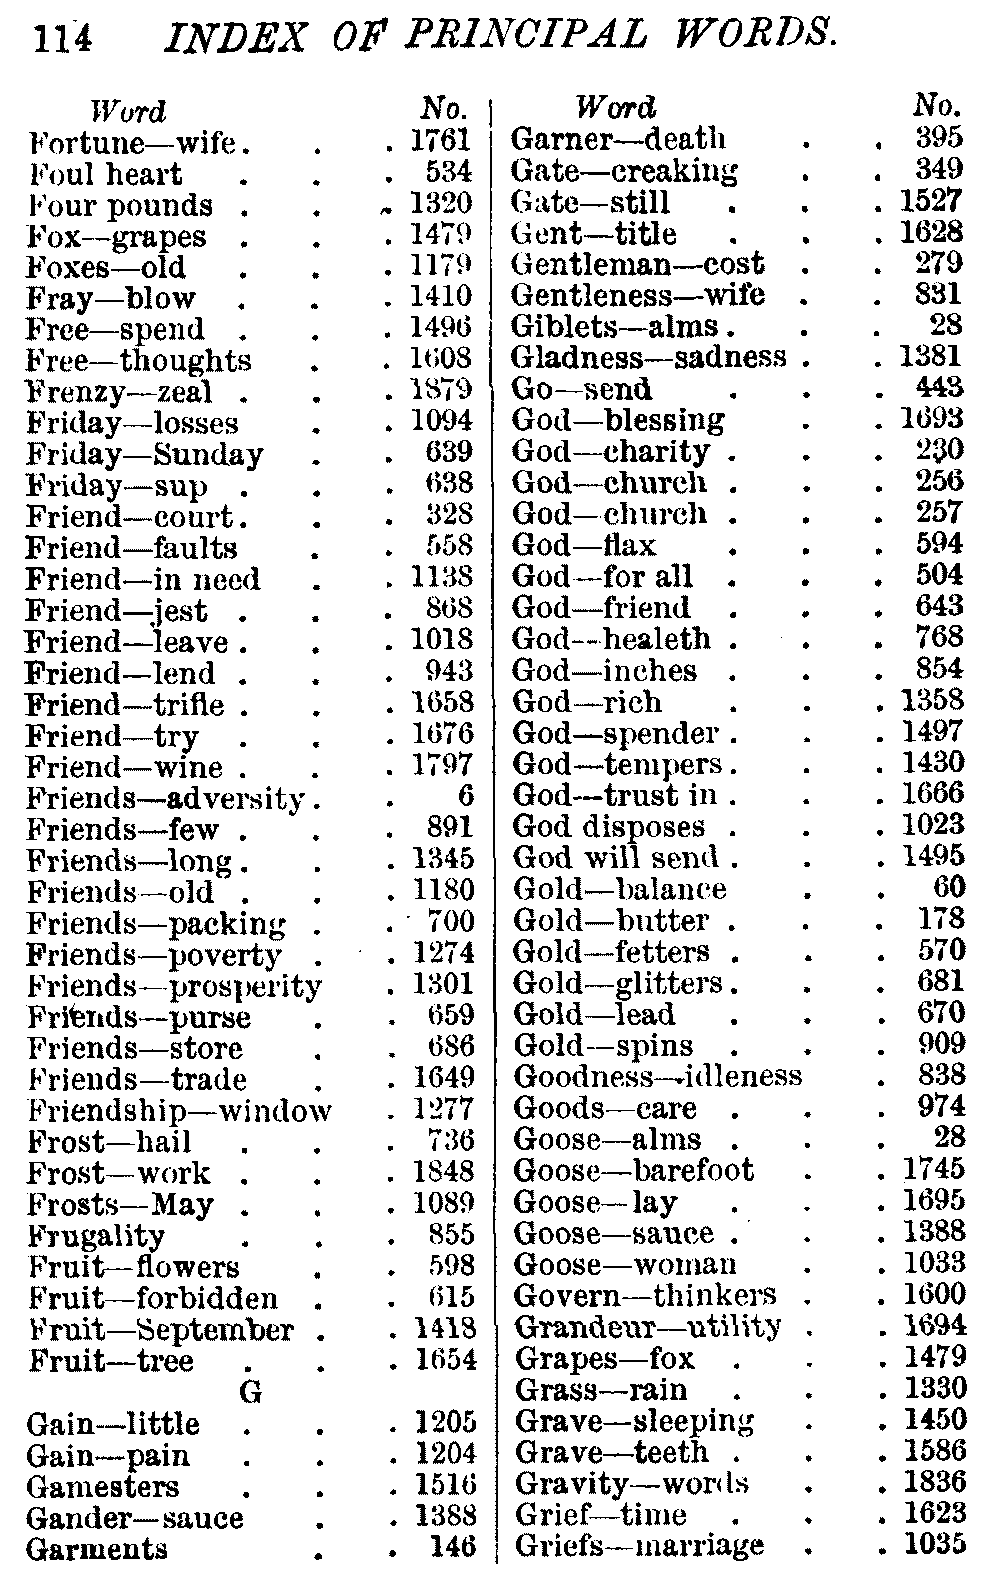 114 INDEX OF PRINCIPAL WORDS.
Word No.
Fortune—wife. . . 1761
Foul heart . . . 534
Four pounds . . . 1320
Fox—grapes . . . 1479
Foxes—old . . . 1179
Fray—blow . . . 1410
Free—spend . . . 1496
Free—thoughts . . 1608
Frenzy—zeal . . . 1879
Friday—losses . . 1094
Friday—Sunday . . 639
Friday—sup . . . 638
Friend—court. . . 328
Friend—faults . . 558
Friend—in need . . 1138
Friend—jest . . . 868
Friend—leave . . . 1018
Friend—lend . . . 943
Friend—trifle . . . 1658
Friend—try . . . 1676
Friend—wine . . . 1797
Friends—adversity . . 6
Friends—few . . . 891
Friends—long. . . 1345
Friends—old . . . 1180
Friends—packing . . 700
Friends—poverty . . 1274
Friends—prosperity . 1301
Friends—purse . . 659
Friends—store . . 686
Friends—trade . . 1649
Friendship—window . 1277
Frost—hail . . . 736
Frost—work . . . 1848
Frosts—May . . . 1089
Frugality . . . 855
Fruit—flowers . . 598
Fruit—forbidden . . 615
Fruit—September . . 1418
Fruit—tree . . . 1654
G
Gain—little . . . 1205
Gain—pain . . . 1204
Gamesters . . . 1516
Gander—sauce . . 1388
Garments . . 146
Word No.
Garner—death . . 395
Gate—creaking . . 349
Gate—still . . . 1527
Gent—title . . . 1628
Gentleman—cost . . 279
Gentleness—wife . . 831
Giblets—alms . . . 28
Gladness—sadness . . 1381
Go—send . . . 443
God—blessing . . 1693
God—charity . . . 230
God—church . . . 256
God—church . . . 257
God—flax . . . 594
God—for all . . . 504
God—friend . . . 643
God—healeth . . . 768
God—inches . . . 854
God—rich . . . 1358
God—spender . . . 1497
God—tempers . . . 1430
God—trust in . . . 1666
God disposes . . . 1023
God will send . . . 1495
Gold—balance . . 60
Gold—butter . . . 178
Gold—fetters . . . 570
Gold—glitters . . . 681
Gold—lead . . . 670
Gold—spins . . . 909
Goodness—idleness . 838
Goods—care . . . 974
Goose—alms . . . 28
Goose—barefoot . . 1745
Goose—lay . . . 1695
Goose—sauce . . . 1388
Goose—woman . . 1033
Govern—thinkers . . 1600
Grandeur—utility . . 1694
Grapes—fox . . . 1479
Grass—rain . . . 1330
Grave—sleeping . . 1450
Grave—teeth . . . 1586
Gravity—words . . 1836
Grief—time . . . 1623
Griefs—marriage . . 1035